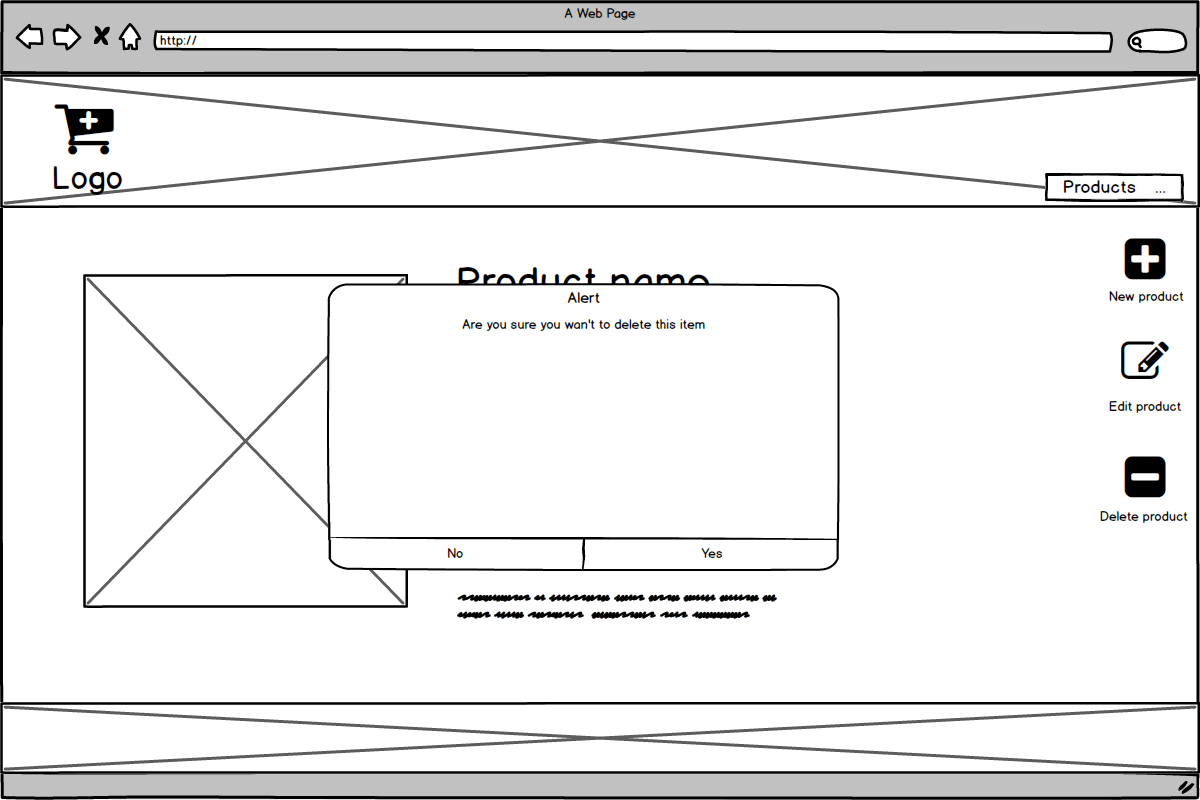 A Web Page
http://
Logo
Products ...
Product name
Alert
Are you sure you wan't to delete this item
No
Yes
New product
Edit product
Delete product